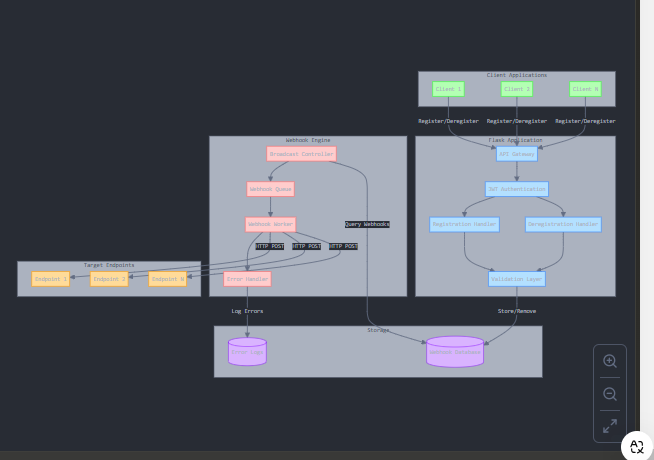 Client Applications
Client 1
Client 2
Client N
Register/Deregister
Register/Deregister
Register/Deregister
Webhook Engine
Flask Application
Broadcast Controller
API Gateway
Webhook Queue
JWT Authentication
Webhook Worker
Query Webhooks
Registration Handler
Deregistration Handler
HTTP POST
HTTP POST
HTTP POST
Target Endpoints
Endpoint 1
Endpoint 2
Endpoint N
Error Handler
Validation Layer
Log Errors
Store/Remove
Storage
Error Logs
Webhook Database